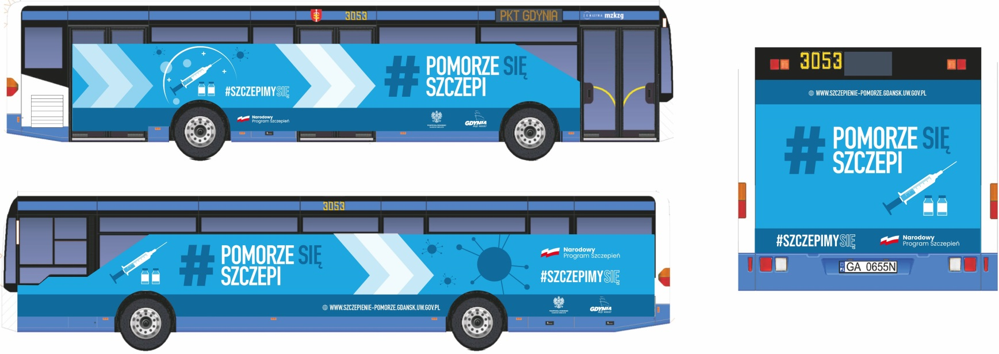 3053
PKT GDYNIA
mzkzg
# POMORZE SIĘ
SZCZEPI
#SZCZEPIMYSIĘ
Narodowy
Program Szczepień
GDYNIA
3053
WWW.SZCZEPIENIE-POMORZE.GDANSK.UW.GOV.PL
# POMORZE SIĘ
SZCZEPI
#SZCZEPIMYSIĘ
Narodowy
Program Szczepień
GA 0655N
3053
# POMORZE SIĘ
SZCZEPI
Narodowy
Program Szczepień
#SZCZEPIMYSIĘ
WWW.SZCZEPIENIE-POMORZE.GDANSK.UW.GOV.PL
GDYNIA